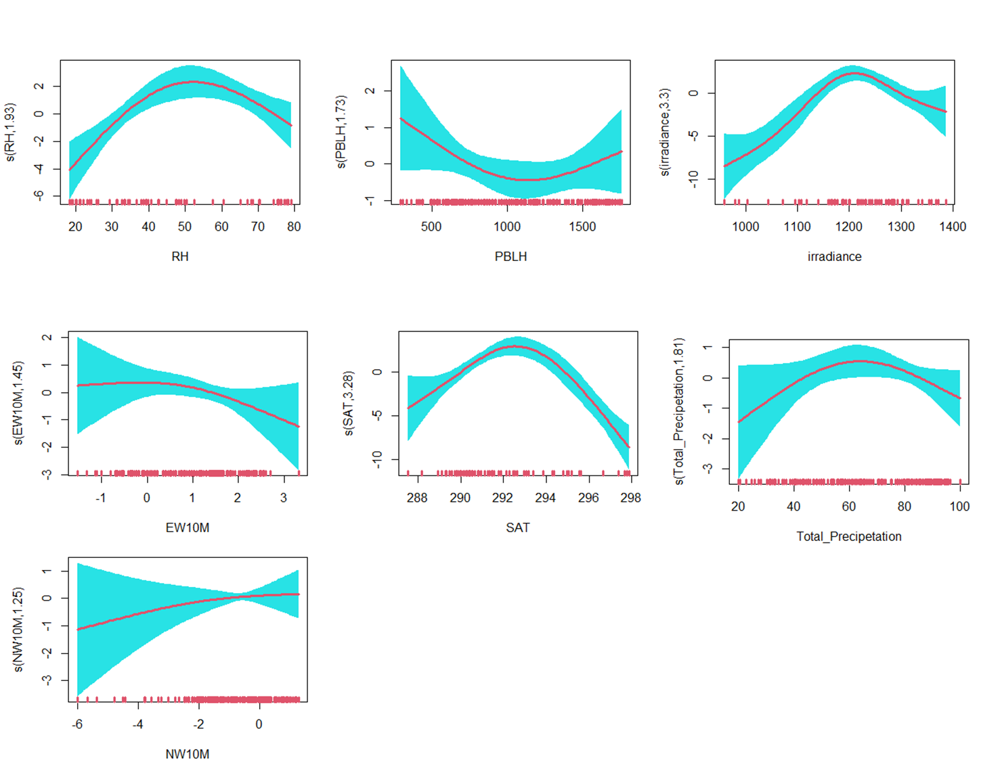 s(RH,1.93)
2
0
-2
-4
-6
20 30 40 50 60 70 80
RH
s(PBLH,1.73)
2
1
0
-1
500 1000 1500
PBLH
s(irradiance,3.3)
0
-5
-10
1000 1100 1200 1300 1400
irradiance
s(EW10M,1.45)
2
1
0
-1
-2
-3
-1 0 1 2 3
EW10M
s(SAT,3.28)
0
-5
-10
288 290 292 294 296 298
SAT
s(Total_Precipetation,1.81)
1
0
-1
-2
-3
20 40 60 80 100
Total_Precipetation
s(NW10M,1.25)
1
0
-1
-2
-3
-6 -4 -2 0
NW10M